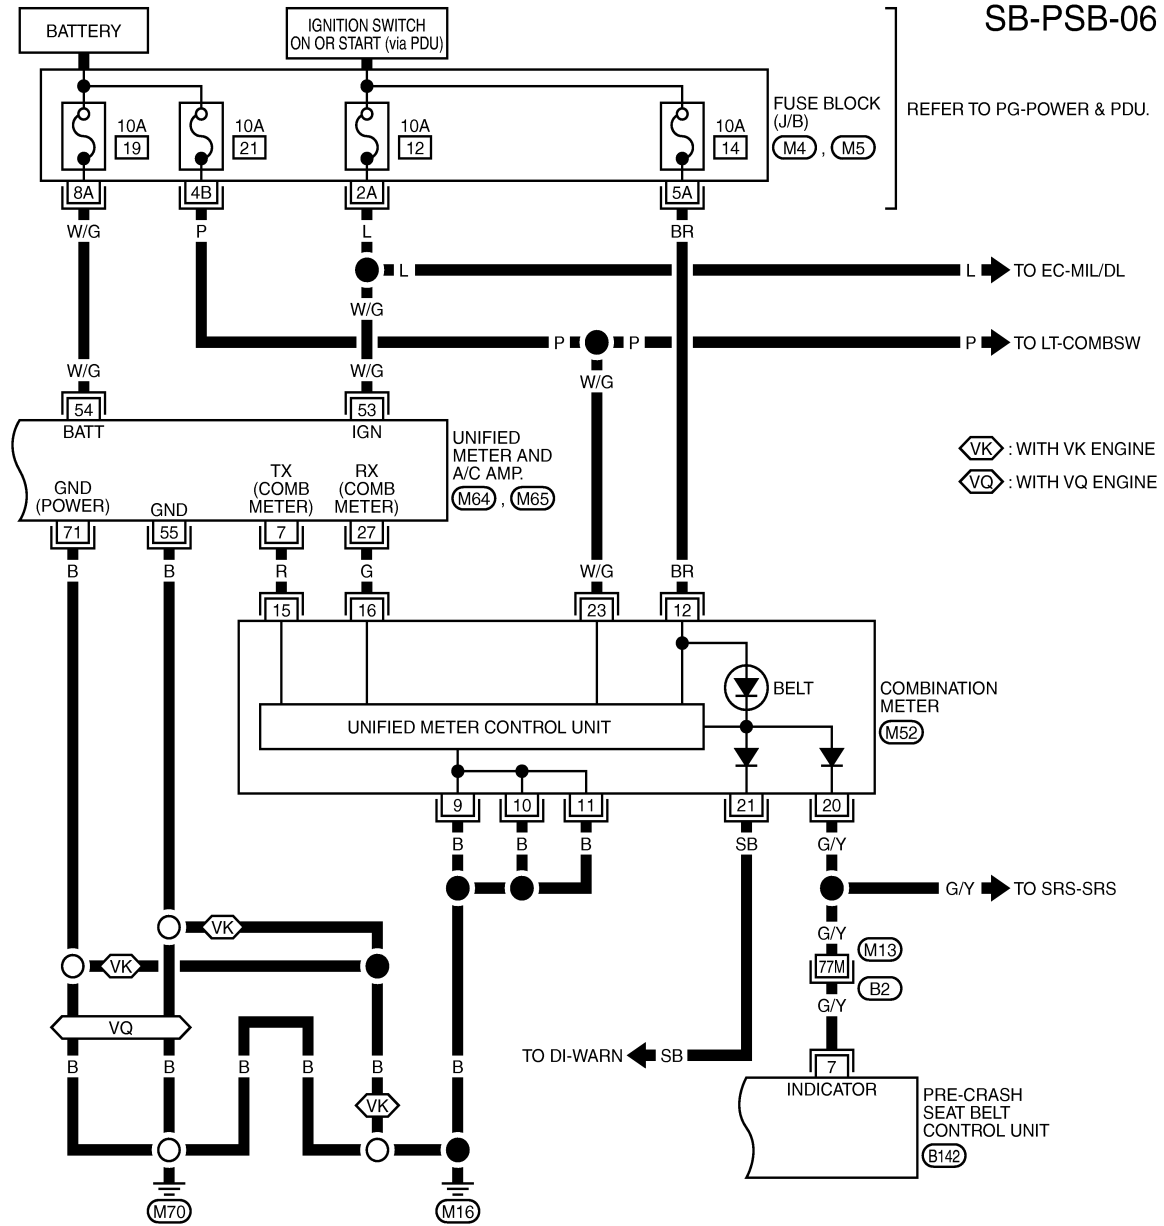 SB-PSB-06
BATTERY
IGNITION SWITCH
ON OR START (via PDU)
10A
19
10A
21
10A
12
10A
14
FUSE BLOCK
(J/B)
M4 , M5
REFER TO PG-POWER & PDU.
8A
4B
2A
5A
W/G
P
L
BR
L
L
TO EC-MIL/DL
W/G
P
P
P
TO LT-COMBSW
W/G
W/G
W/G
54
53
BATT
IGN
UNIFIED
METER AND
A/C AMP.
M64 , M65
VK : WITH VK ENGINE
VQ : WITH VQ ENGINE
GND
(POWER)
GND
TX
(COMB
METER)
RX
(COMB
METER)
71
55
7
27
B
B
R
G
W/G
BR
15
16
23
12
BELT
COMBINATION
METER
M52
UNIFIED METER CONTROL UNIT
9
10
11
21
20
B
B
B
SB
G/Y
G/Y
TO SRS-SRS
VK
VK
G/Y
M13
77M
B2
G/Y
VQ
TO DI-WARN
SB
B
B
B
B
B
B
7
INDICATOR
PRE-CRASH
SEAT BELT
CONTROL UNIT
B142
VK
M70
M16